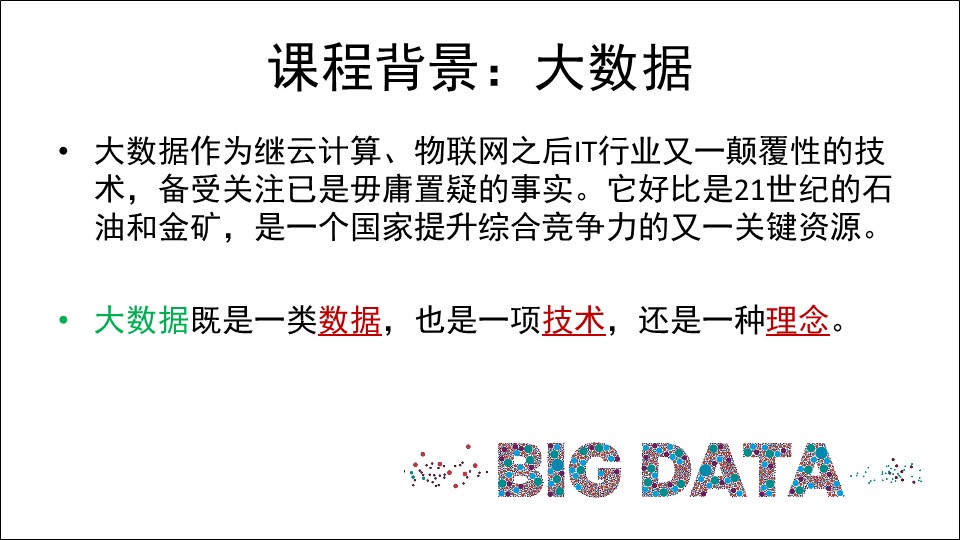 课程背景：大数据
• 大数据作为继云计算、物联网之后IT行业又一颠覆性的技
术，备受关注已是毋庸置疑的事实。它好比是21世纪的石
油和金矿，是一个国家提升综合竞争力的又一关键资源。
• 大数据既是一类数据，也是一项技术，还是一种理念。
BIG DATA